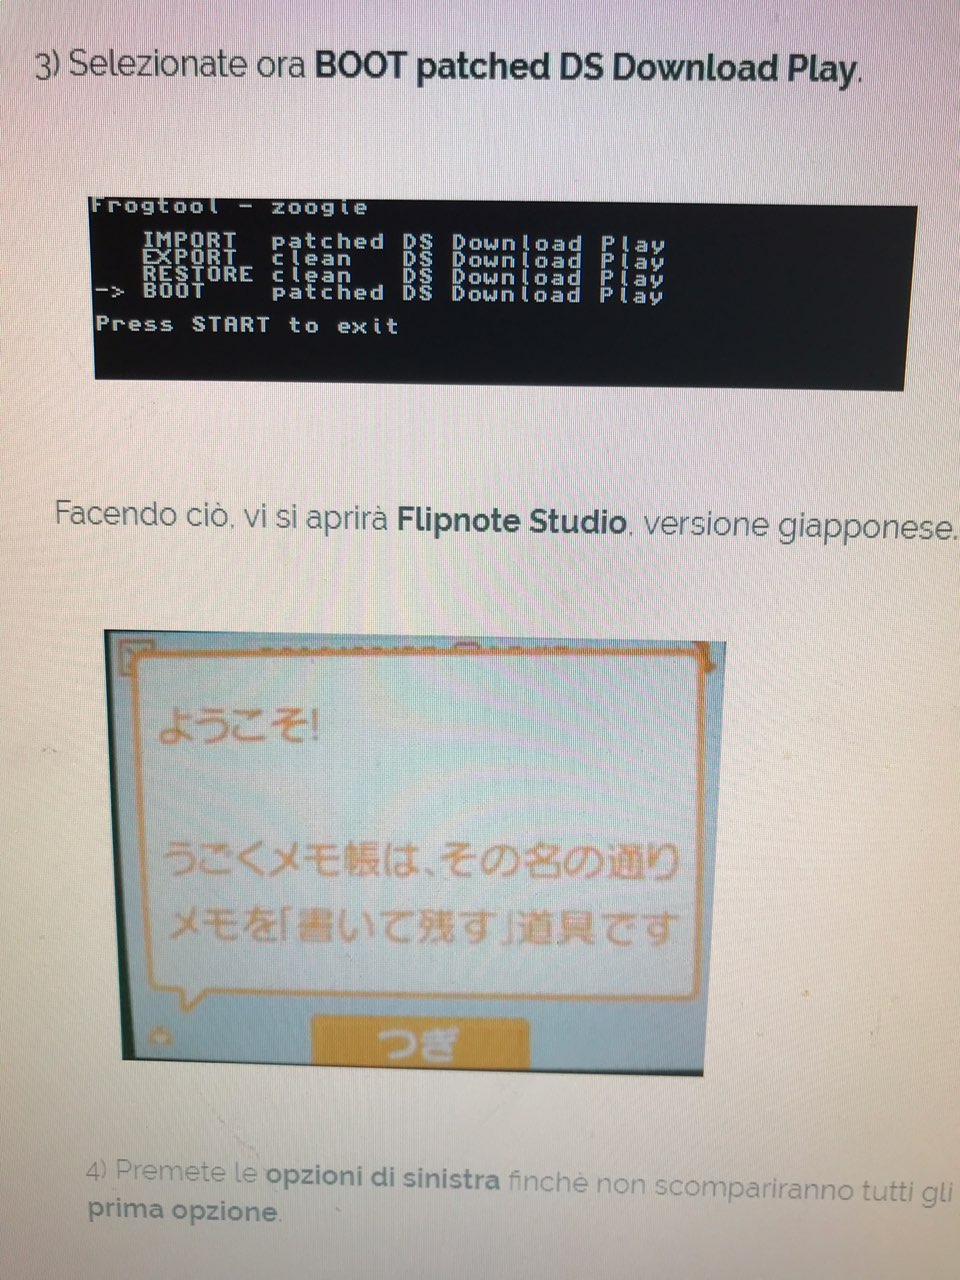 3) Selezionate ora BOOT patched DS Download Play.
Frogtool - zoogie
IMPORT patched DS Download Play
EXPORT clean DS Download Play
RESTORE clean DS Download Play
-> BOOT patched DS Download Play
Press START to exit
Facendo ciò, vi si aprirà Flipnote Studio, versione giapponese.
ようこそ!
うごくメモ帳は、その名の通り
メモを「書いて残す」道具です
つぎ
4) Premete le opzioni di sinistra finchè non scompariranno tutti gli
prima opzione.